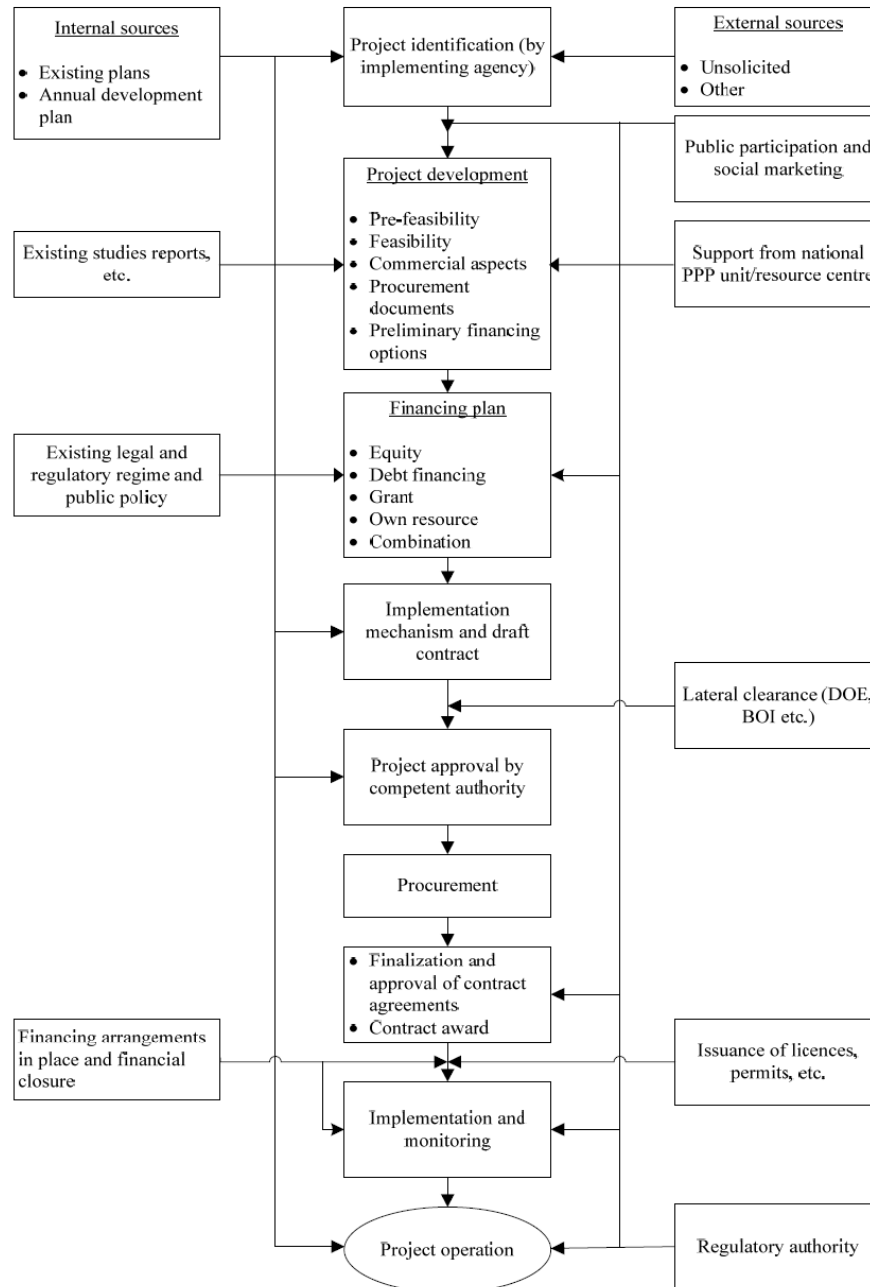 Internal sources
• Existing plans
• Annual development
plan
Project identification (by
implementing agency)
External sources
• Unsolicited
• Other
Public participation and
social marketing
Project development
• Pre-feasibility
• Feasibility
• Commercial aspects
• Procurement
documents
• Preliminary financing
options
Existing studies reports,
etc.
Support from national
PPP unit/resource centre
Financing plan
• Equity
• Debt financing
• Grant
• Own resource
• Combination
Existing legal and
regulatory regime and
public policy
Implementation
mechanism and draft
contract
Lateral clearance (DOE,
BOI etc.)
Project approval by
competent authority
Procurement
• Finalization and
approval of contract
agreements
• Contract award
Financing arrangements
in place and financial
closure
Issuance of licences,
permits, etc.
Implementation and
monitoring
Project operation
Regulatory authority